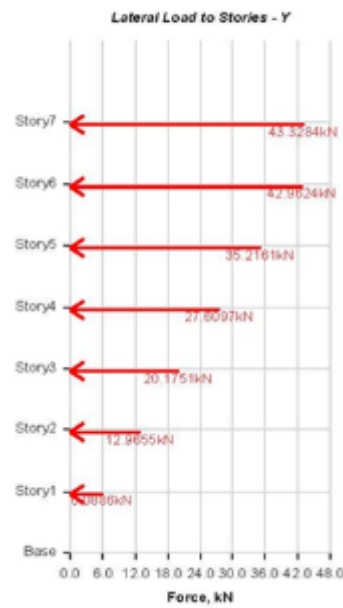 Lateral Load to Stories - Y
Story7
43.3284kN
Story6
42.9624kN
Story5
35.2161kN
Story4
27.6097kN
Story3
20.1751kN
Story2
12.9655kN
Story1
6.0886kN
Base
0.0 6.0 12.0 18.0 24.0 30.0 36.0 42.0 48.0
Force, kN